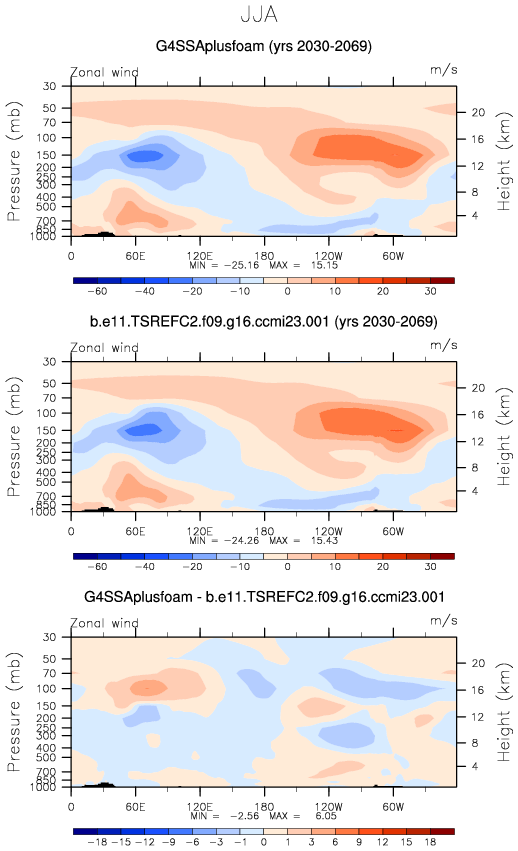 JJA
G4SSAplusfoam (yrs 2030-2069)
Zonal wind m/s
30
50
70
100
150
200
250
300
400
500
700
850
1000
Pressure (mb)
20
16
12
8
4
Height (km)
0 60E 120E 180 120W 60W
MIN = -25.16 MAX = 15.15
-60 -40 -20 -10 0 10 20 30
b.e11.TSREFC2.f09.g16.ccmi23.001 (yrs 2030-2069)
Zonal wind m/s
30
50
70
100
150
200
250
300
400
500
700
850
1000
Pressure (mb)
20
16
12
8
4
Height (km)
0 60E 120E 180 120W 60W
MIN = -24.26 MAX = 15.43
-60 -40 -20 -10 0 10 20 30
G4SSAplusfoam - b.e11.TSREFC2.f09.g16.ccmi23.001
Zonal wind m/s
30
50
70
100
150
200
250
300
400
500
700
850
1000
Pressure (mb)
20
16
12
8
4
Height (km)
0 60E 120E 180 120W 60W
MIN = -2.56 MAX = 6.05
-18 -15 -12 -9 -6 -3 -1 0 1 3 6 9 12 15 18